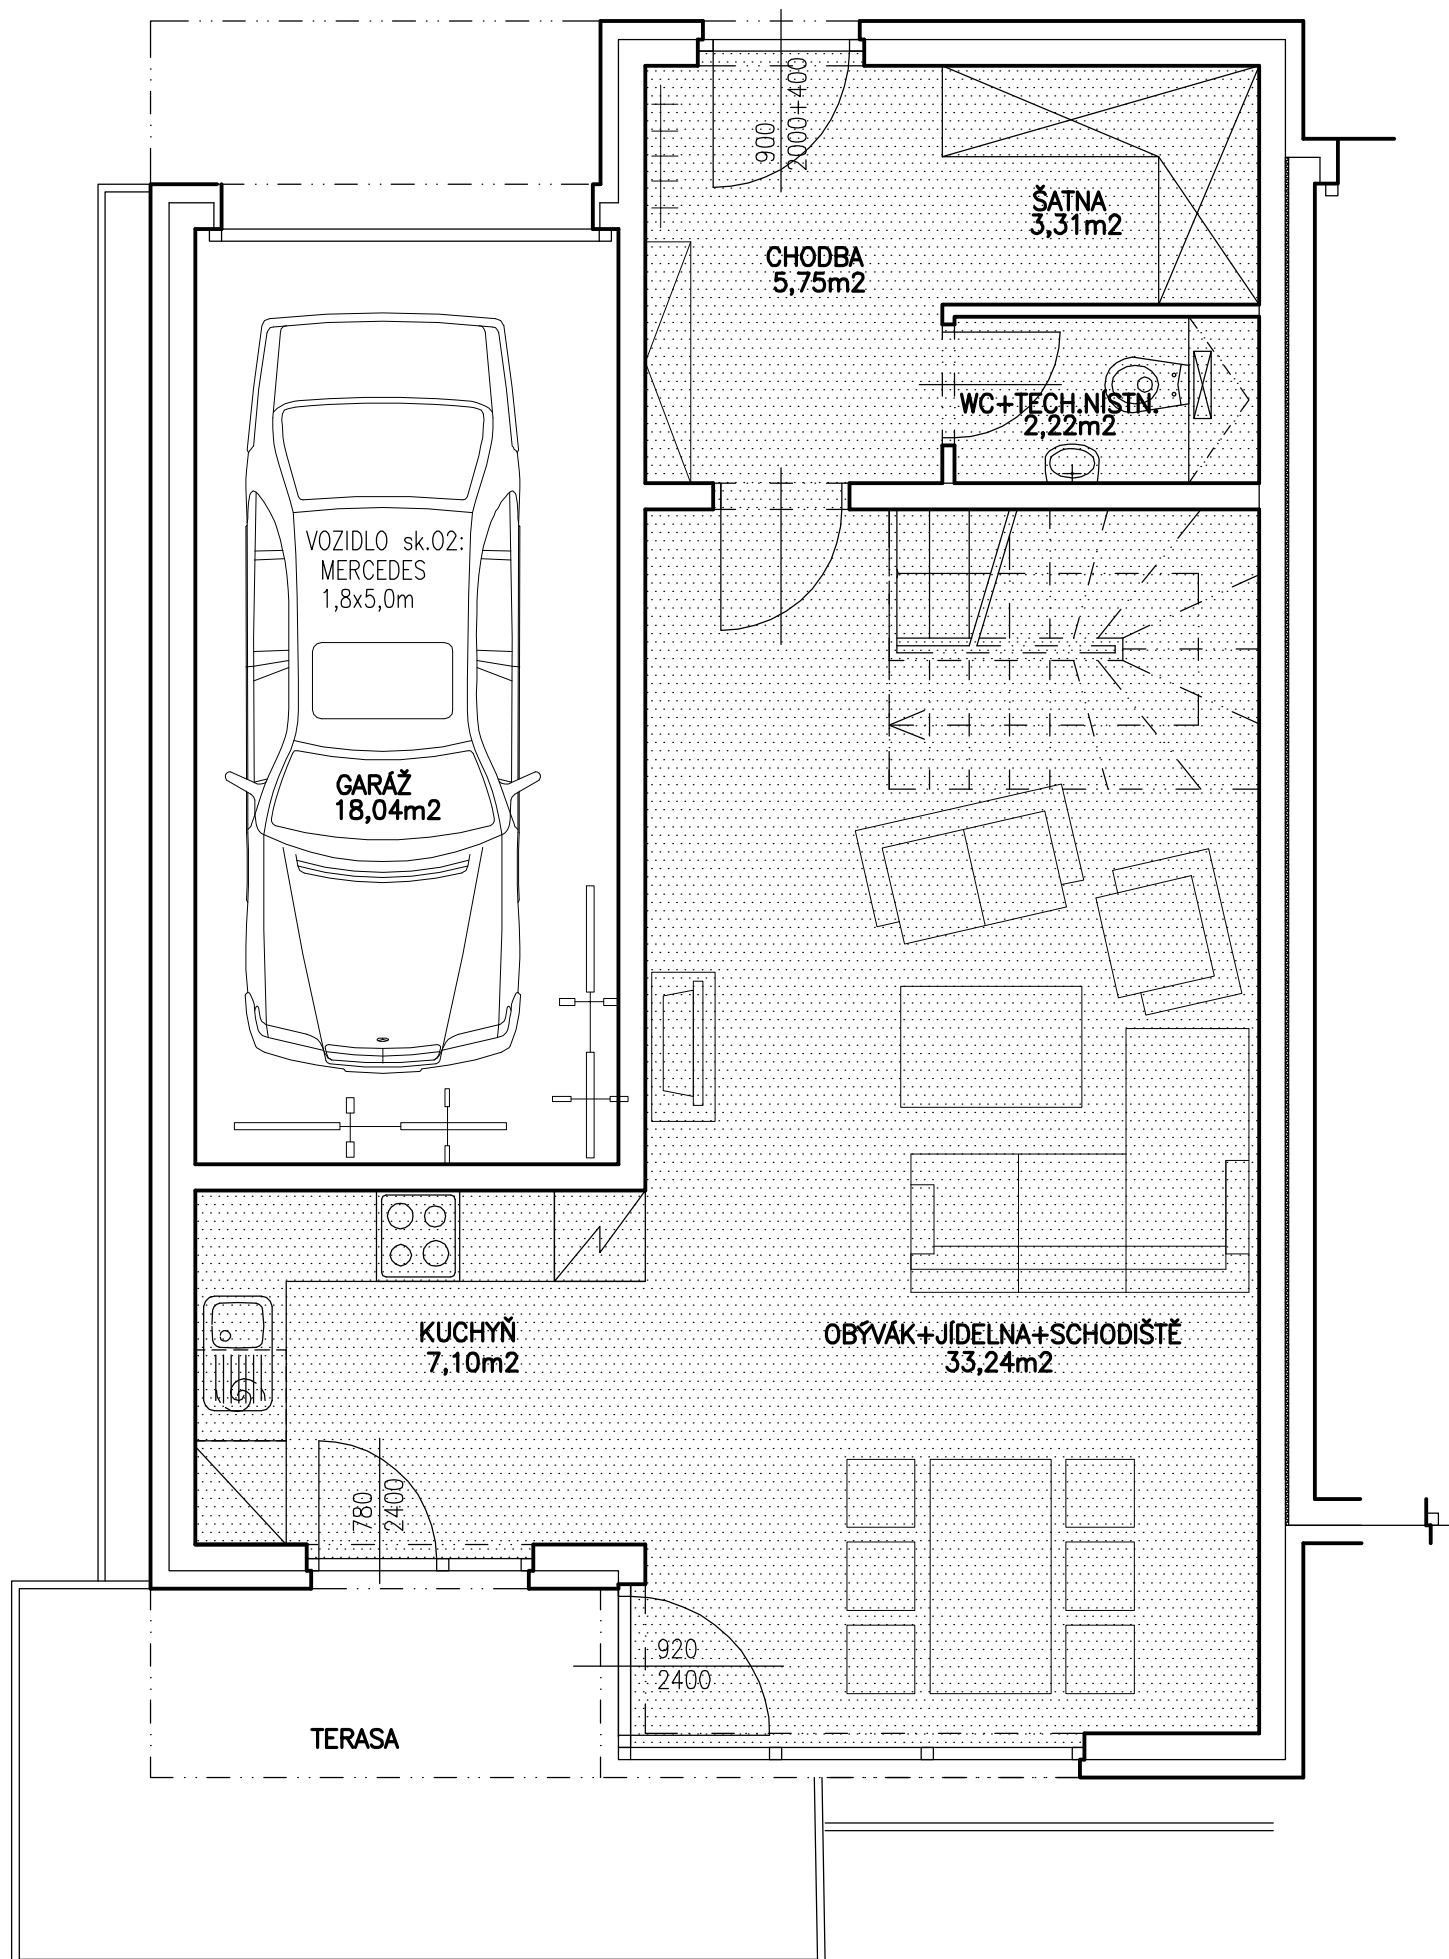 900
2000+400
ŠATNA
3,31m2
CHODBA
5,75m2
WC+TECH.NÍSTN.
2,22m2
VOZIDLO sk.02:
MERCEDES
1,8x5,0m
GARÁŽ
18,04m2
KUCHYŇ
7,10m2
OBÝVÁK+JÍDELNA+SCHODIŠTĚ
33,24m2
780
2400
920
2400
TERASA